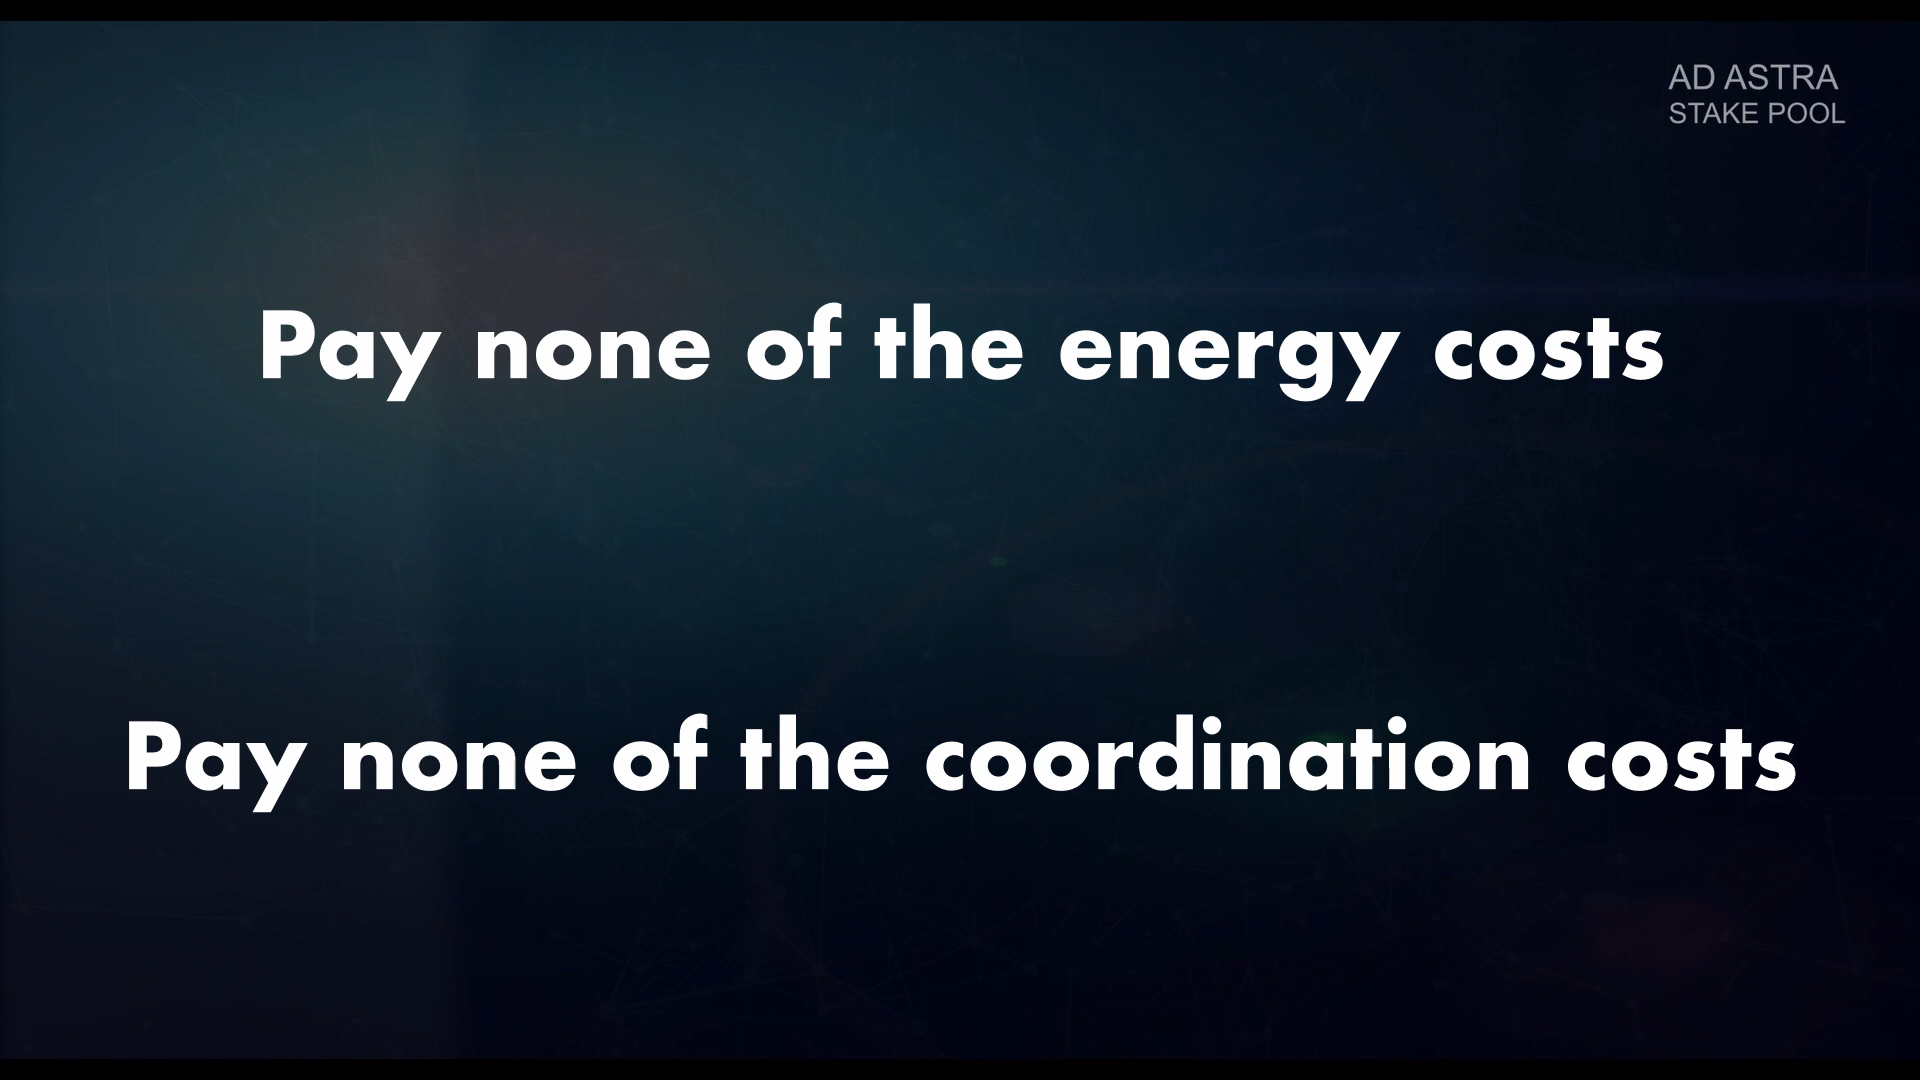 AD ASTRA
STAKE POOL
Pay none of the energy costs
Pay none of the coordination costs